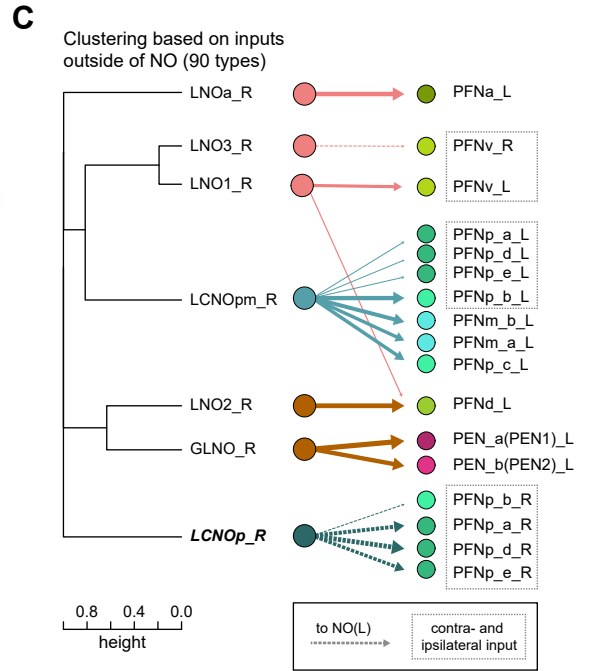 C
Clustering based on inputs
outside of NO (90 types)
LNOa_R
PFNa_L
LNO3_R
PFNv_R
LNO1_R
PFNv_L
PFNp_a_L
PFNp_d_L
PFNp_e_L
LCNOpm_R
PFNp_b_L
PFNm_b_L
PFNm_a_L
PFNp_c_L
LNO2_R
PFNd_L
GLNO_R
PEN_a(PEN1)_L
PEN_b(PEN2)_L
PFNp_b_R
PFNp_a_R
LCNOp_R
PFNp_d_R
PFNp_e_R
0.8 0.4 0.0
height
to NO(L)
contra- and
ipsilateral input